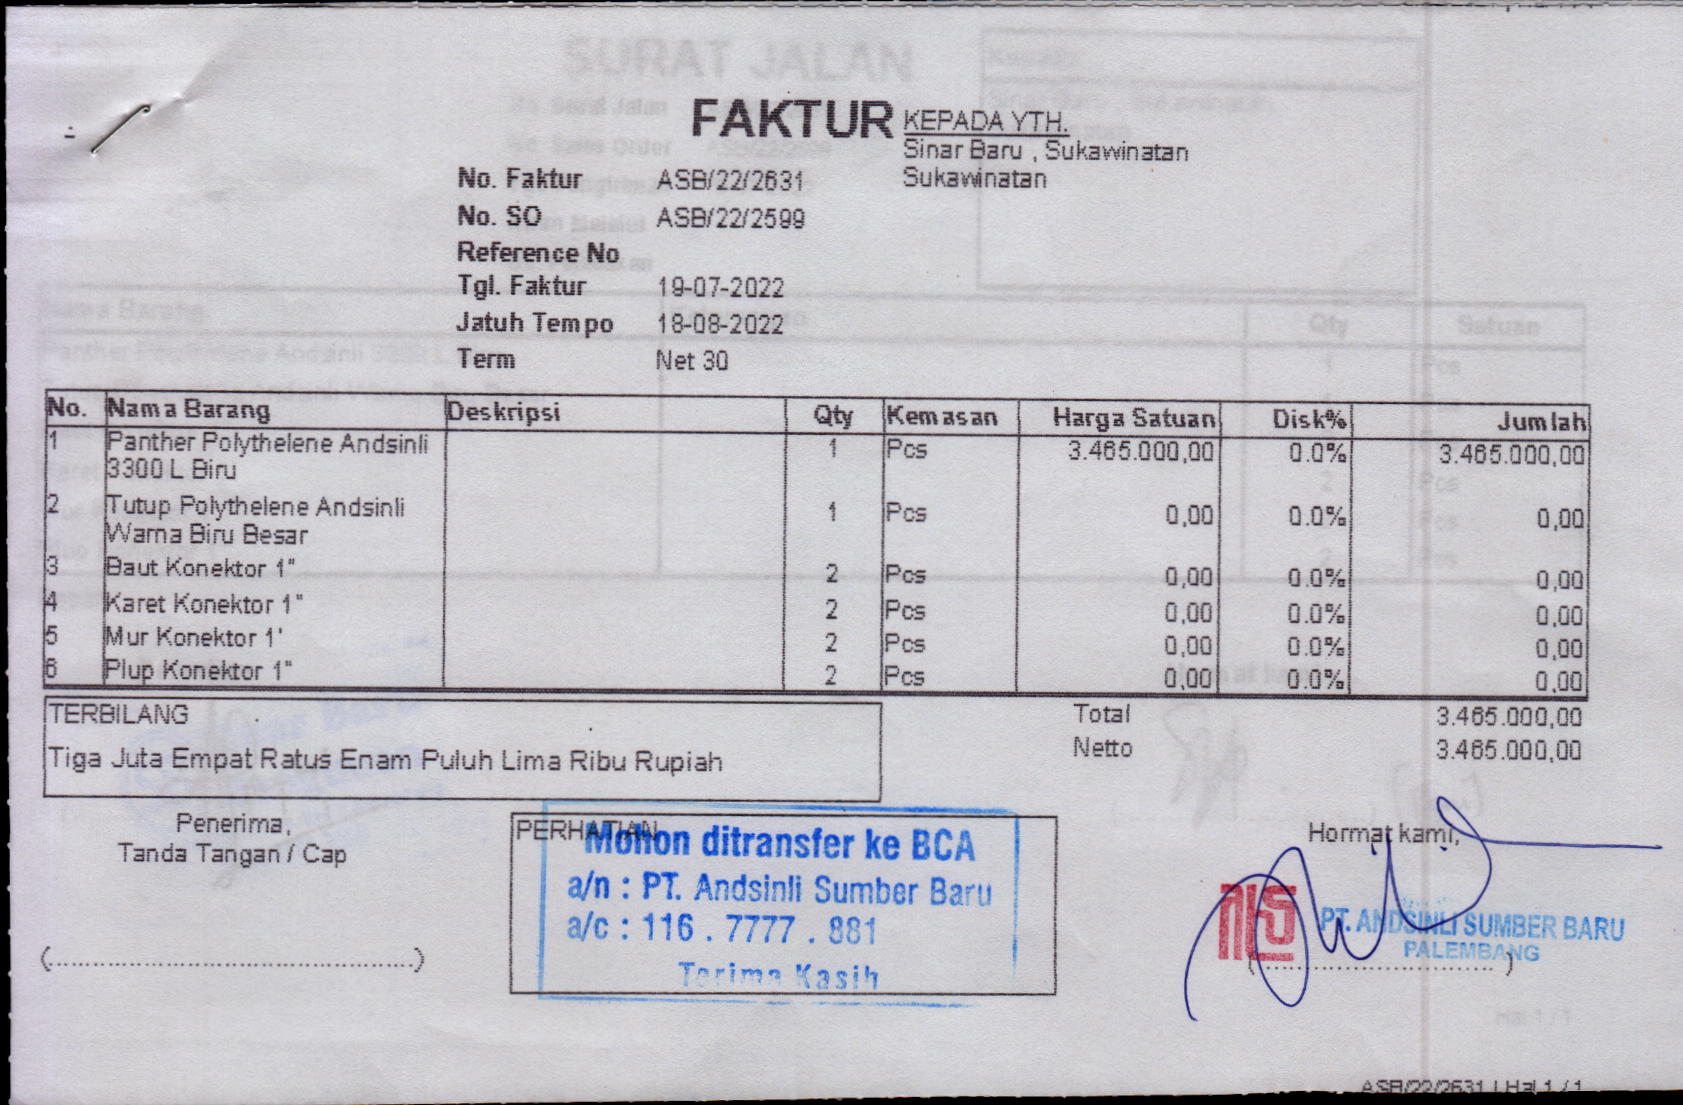 FAKTUR
KEPADA YTH.
Sinar Baru , Sukawinatan
Sukawinatan
No. Faktur ASB/22/2631
No. SO ASB/22/2599
Reference No
Tgl. Faktur 19-07-2022
Jatuh Tempo 18-08-2022
Term Net 30
No. Nama Barang Deskripsi Qty Kemasan Harga Satuan Disk% Jumlah
1 Panther Polythelene Andsinli 1 Pcs 3.465.000,00 0.0% 3.465.000,00
3300 L Biru
2 Tutup Polythelene Andsinli 1 Pcs 0,00 0.0% 0,00
Warna Biru Besar
3 Baut Konektor 1" 2 Pcs 0,00 0.0% 0,00
4 Karet Konektor 1" 2 Pcs 0,00 0.0% 0,00
5 Mur Konektor 1' 2 Pcs 0,00 0.0% 0,00
6 Plup Konektor 1" 2 Pcs 0,00 0.0% 0,00
TERBILANG
Tiga Juta Empat Ratus Enam Puluh Lima Ribu Rupiah
Total 3.465.000,00
Netto 3.465.000,00
Penerima,
Tanda Tangan / Cap
PERHATIAN
Mohon ditransfer ke BCA
a/n : PT. Andsinli Sumber Baru
a/c : 116 . 7777 . 881
Terima Kasih
Hormat kami,
PT. ANDSINLI SUMBER BARU
PALEMBANG
ASB/22/2631 | Hal 1 / 1
SURAT JALAN